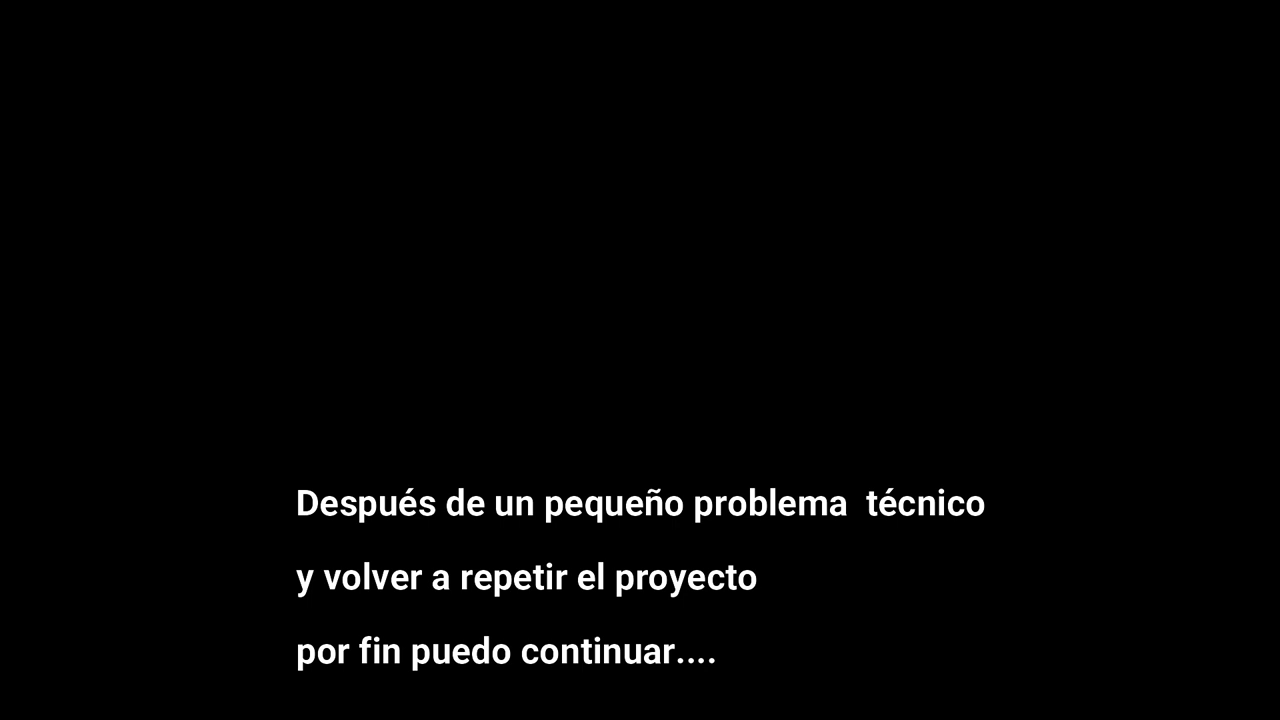 Después de un pequeño problema  técnico
y volver a repetir el proyecto
por fin puedo continuar....